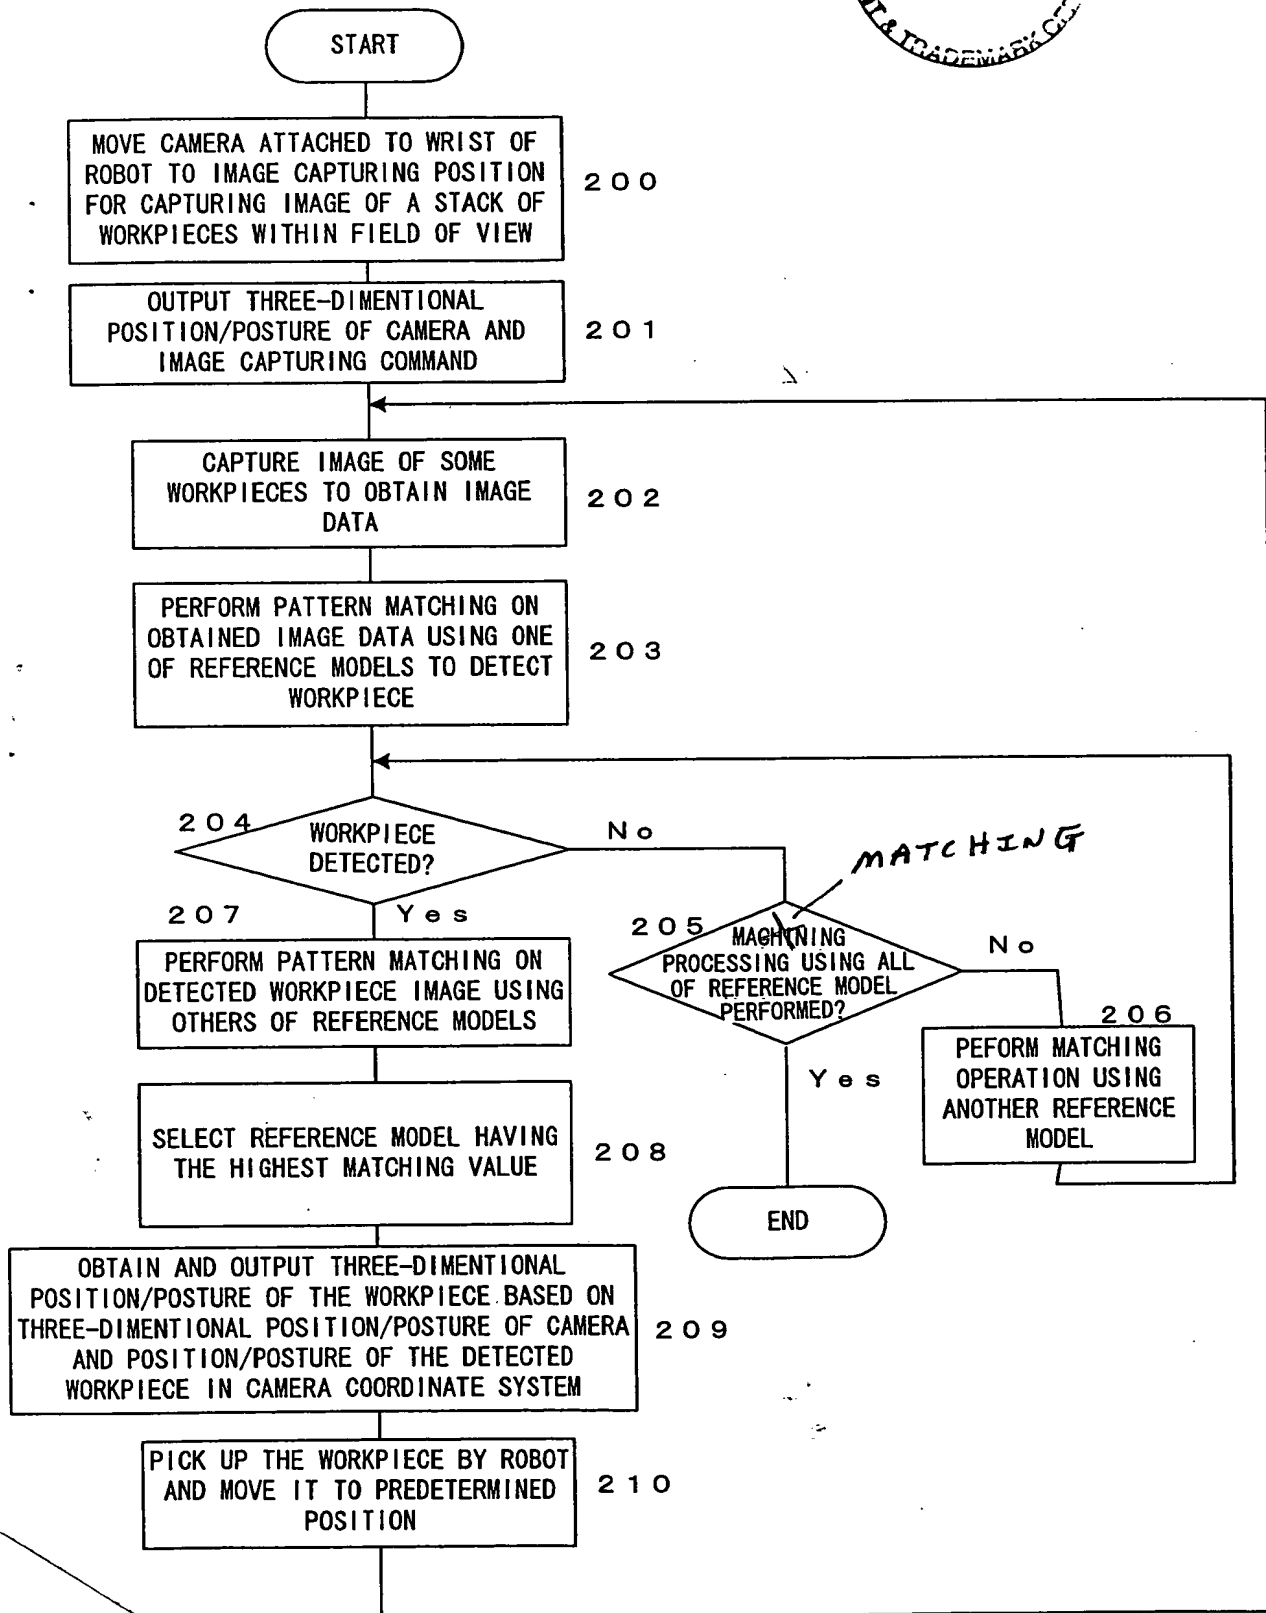 & TRADEMARK
START
MOVE CAMERA ATTACHED TO WRIST OF
ROBOT TO IMAGE CAPTURING POSITION
FOR CAPTURING IMAGE OF A STACK OF
WORKPIECES WITHIN FIELD OF VIEW
200
OUTPUT THREE-DIMENTIONAL
POSITION/POSTURE OF CAMERA AND
IMAGE CAPTURING COMMAND
201
CAPTURE IMAGE OF SOME
WORKPIECES TO OBTAIN IMAGE
DATA
202
PERFORM PATTERN MATCHING ON
OBTAINED IMAGE DATA USING ONE
OF REFERENCE MODELS TO DETECT
WORKPIECE
203
204
WORKPIECE
DETECTED?
No
Yes
MATCHING
205
MACHINING
PROCESSING USING ALL
OF REFERENCE MODEL
PERFORMED?
No
Yes
206
PEFORM MATCHING
OPERATION USING
ANOTHER REFERENCE
MODEL
END
207
PERFORM PATTERN MATCHING ON
DETECTED WORKPIECE IMAGE USING
OTHERS OF REFERENCE MODELS
SELECT REFERENCE MODEL HAVING
THE HIGHEST MATCHING VALUE
208
OBTAIN AND OUTPUT THREE-DIMENTIONAL
POSITION/POSTURE OF THE WORKPIECE BASED ON
THREE-DIMENTIONAL POSITION/POSTURE OF CAMERA
AND POSITION/POSTURE OF THE DETECTED
WORKPIECE IN CAMERA COORDINATE SYSTEM
209
PICK UP THE WORKPIECE BY ROBOT
AND MOVE IT TO PREDETERMINED
POSITION
210